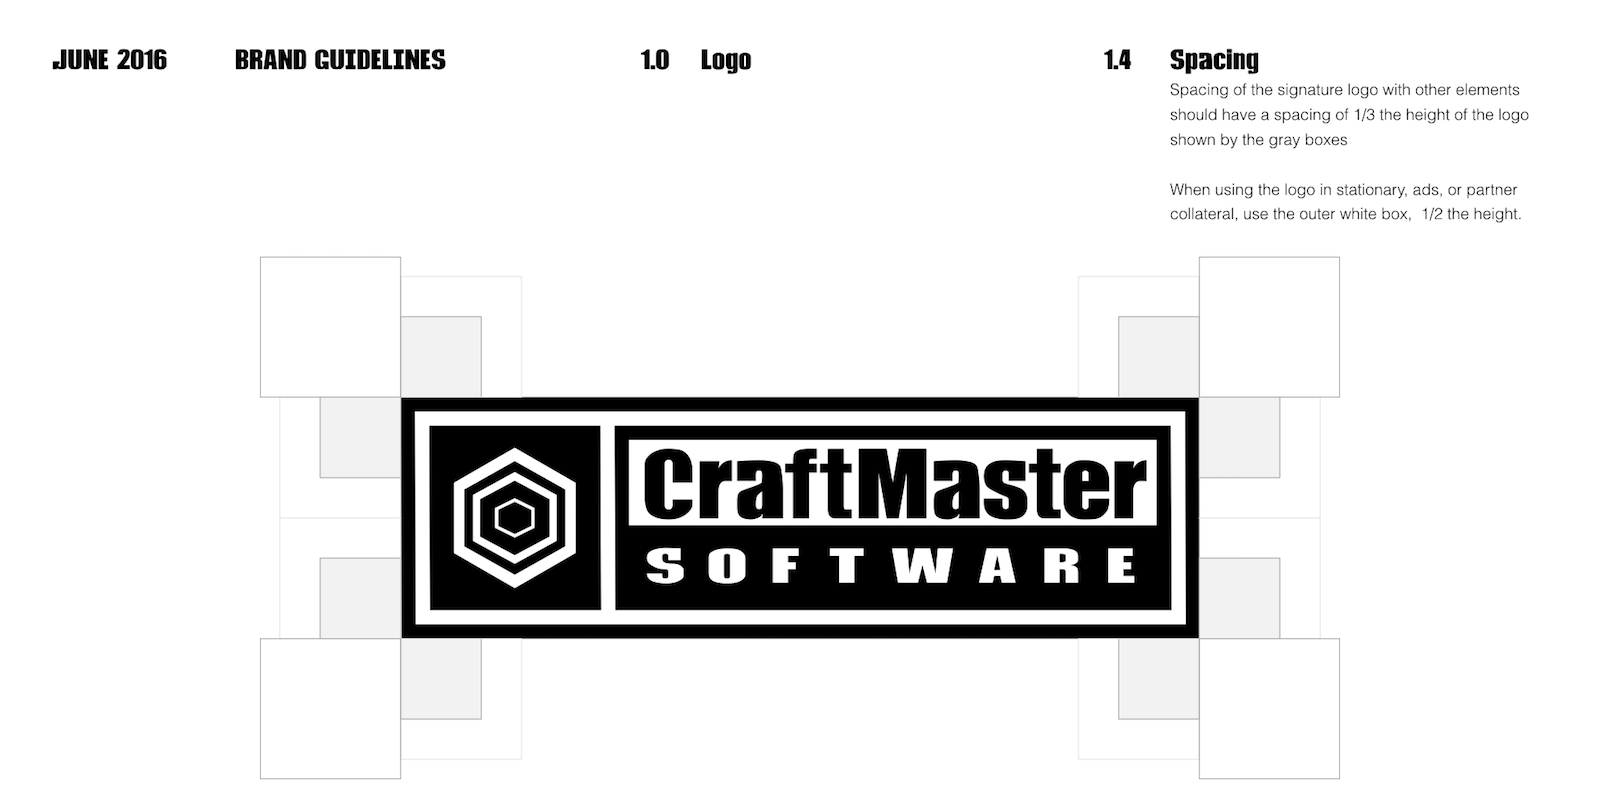 JUNE 2016
BRAND GUIDELINES
1.0 Logo
1.4 Spacing
Spacing of the signature logo with other elements
should have a spacing of 1/3 the height of the logo
shown by the gray boxes
When using the logo in stationary, ads, or partner
collateral, use the outer white box,  1/2 the height.
CraftMaster
SOFTWARE